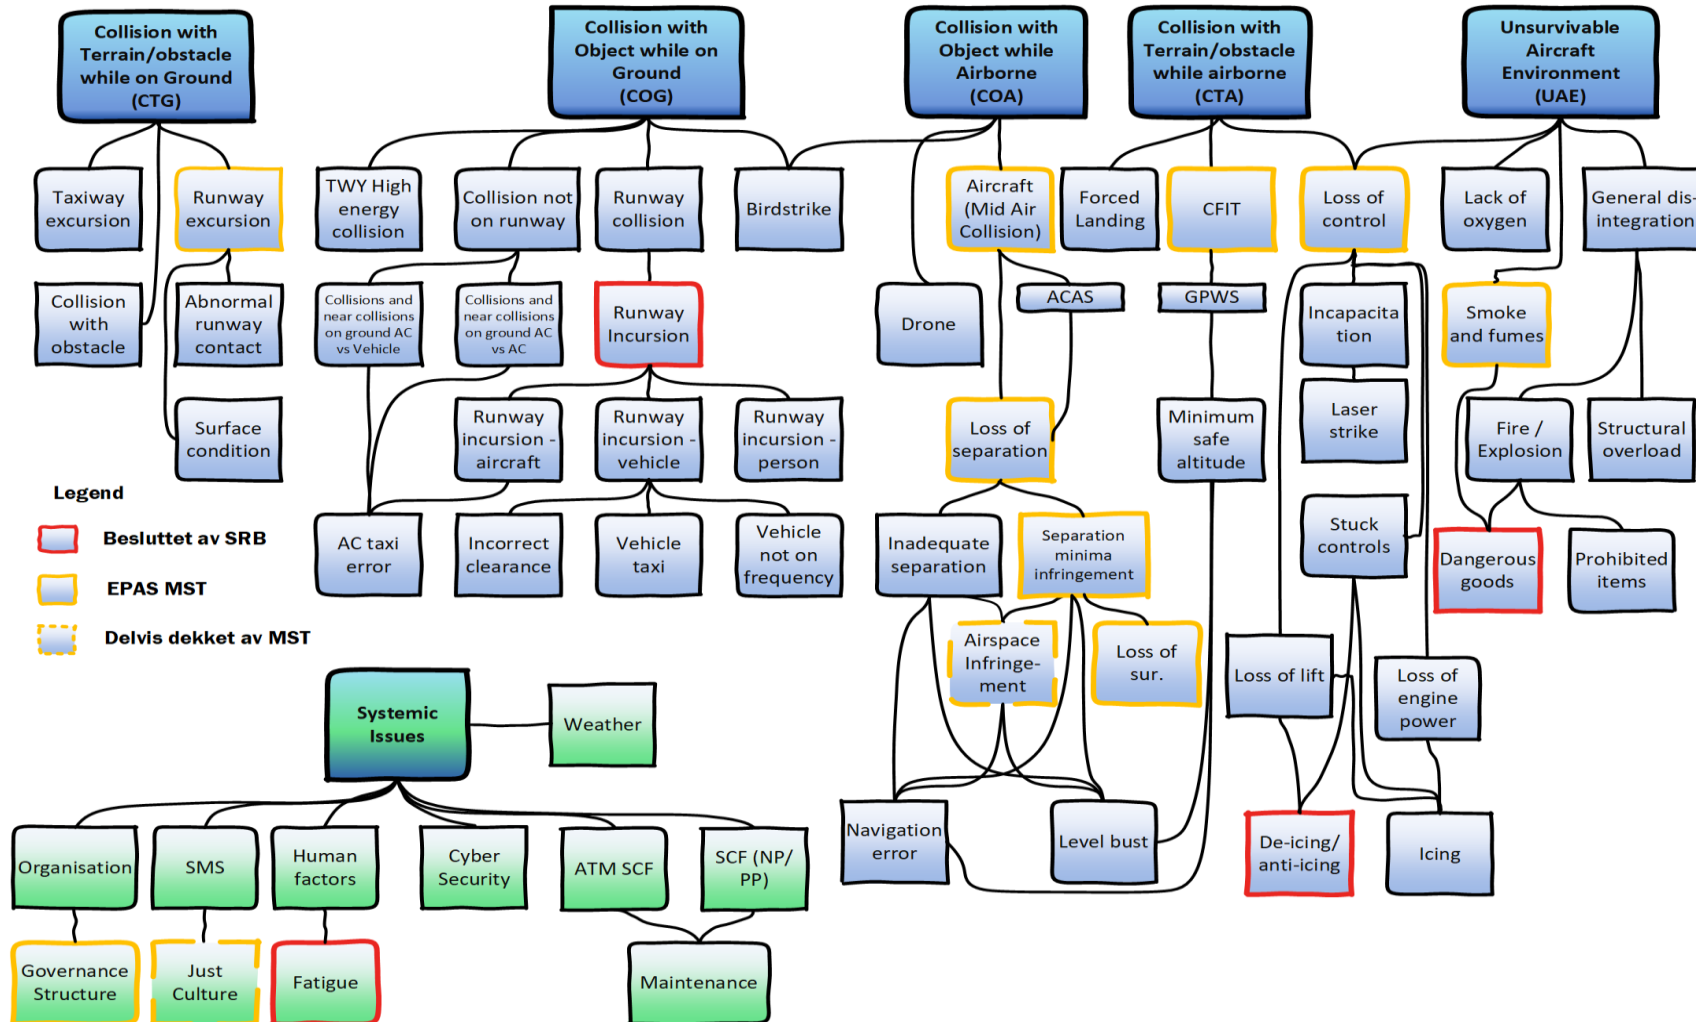 Collision with
Terrain/obstacle
while on Ground
(CTG)
Collision with
Object while on
Ground
(COG)
Collision with
Object while
Airborne
(COA)
Collision with
Terrain/obstacle
while airborne
(CTA)
Unsurvivable
Aircraft
Environment
(UAE)
Taxiway
excursion
Runway
excursion
TWY High
energy
collision
Collision not
on runway
Runway
collision
Birdstrike
Aircraft
(Mid Air
Collision)
Forced
Landing
CFIT
Loss of
control
Lack of
oxygen
General dis-
integration
Collision
with
obstacle
Abnormal
runway
contact
Collisions and
near collisions
on ground AC
vs Vehicle
Collisions and
near collisions
on ground AC
vs AC
Runway
Incursion
Drone
ACAS
GPWS
Incapacita
tion
Smoke
and fumes
Surface
condition
Runway
incursion -
aircraft
Runway
incursion -
vehicle
Runway
incursion -
person
Loss of
separation
Minimum
safe
altitude
Laser
strike
Fire /
Explosion
Structural
overload
Legend
Besluttet av SRB
EPAS MST
Delvis dekket av MST
AC taxi
error
Incorrect
clearance
Vehicle
taxi
Vehicle
not on
frequency
Inadequate
separation
Separation
minima
infringement
Stuck
controls
Dangerous
goods
Prohibited
items
Airspace
Infringe-
ment
Loss of
sur.
Loss of lift
Loss of
engine
power
Systemic
Issues
Weather
Navigation
error
Level bust
De-icing/
anti-icing
Icing
Organisation
SMS
Human
factors
Cyber
Security
ATM SCF
SCF (NP/
PP)
Governance
Structure
Just
Culture
Fatigue
Maintenance